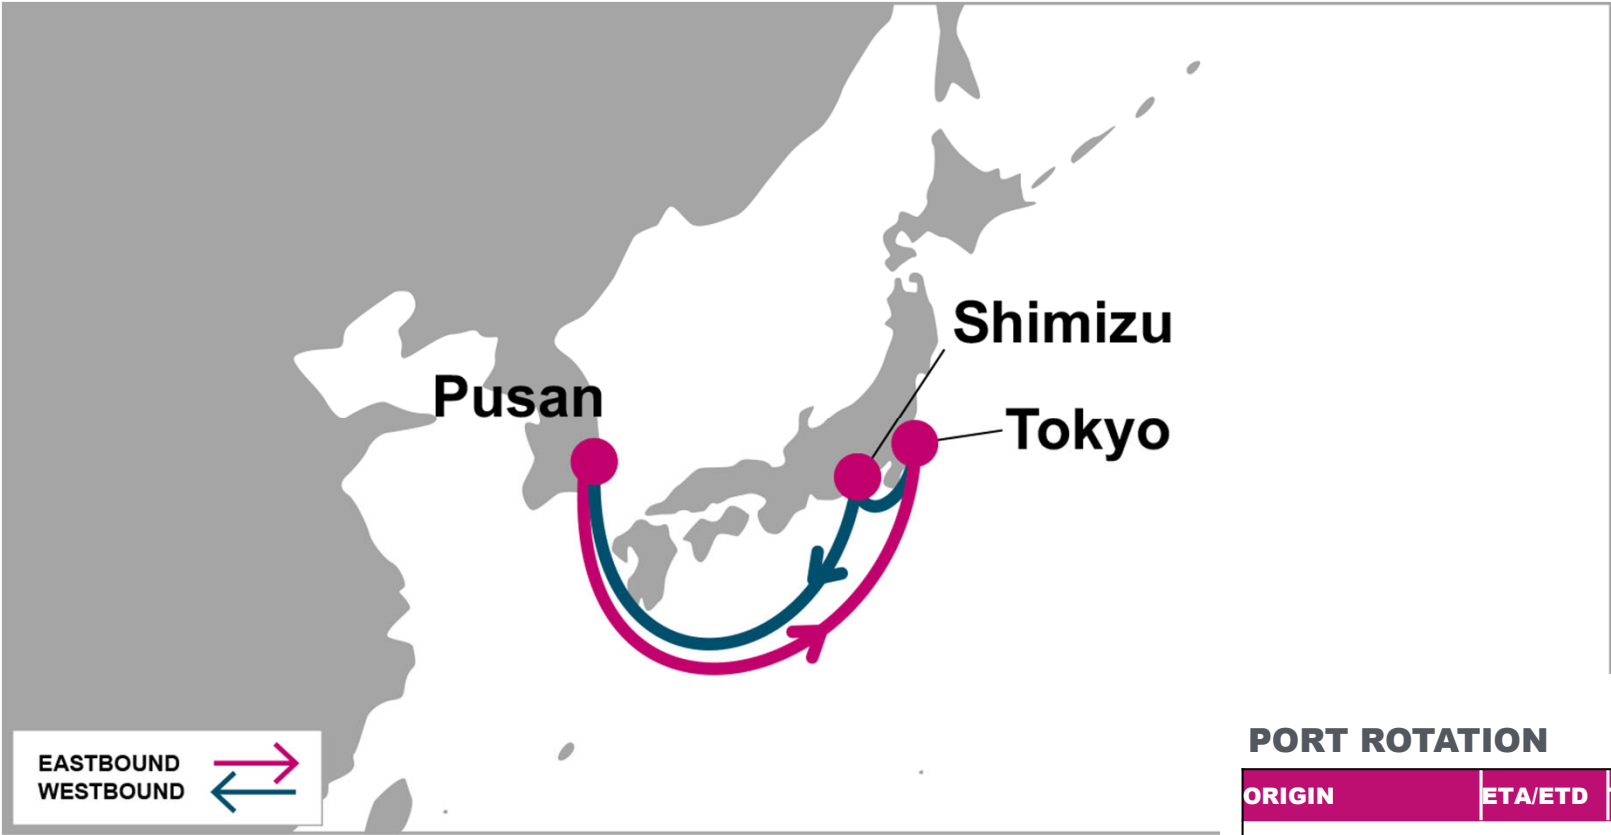 Shimizu
Pusan
Tokyo
EASTBOUND
WESTBOUND
PORT ROTATION
ORIGIN ETA/ETD